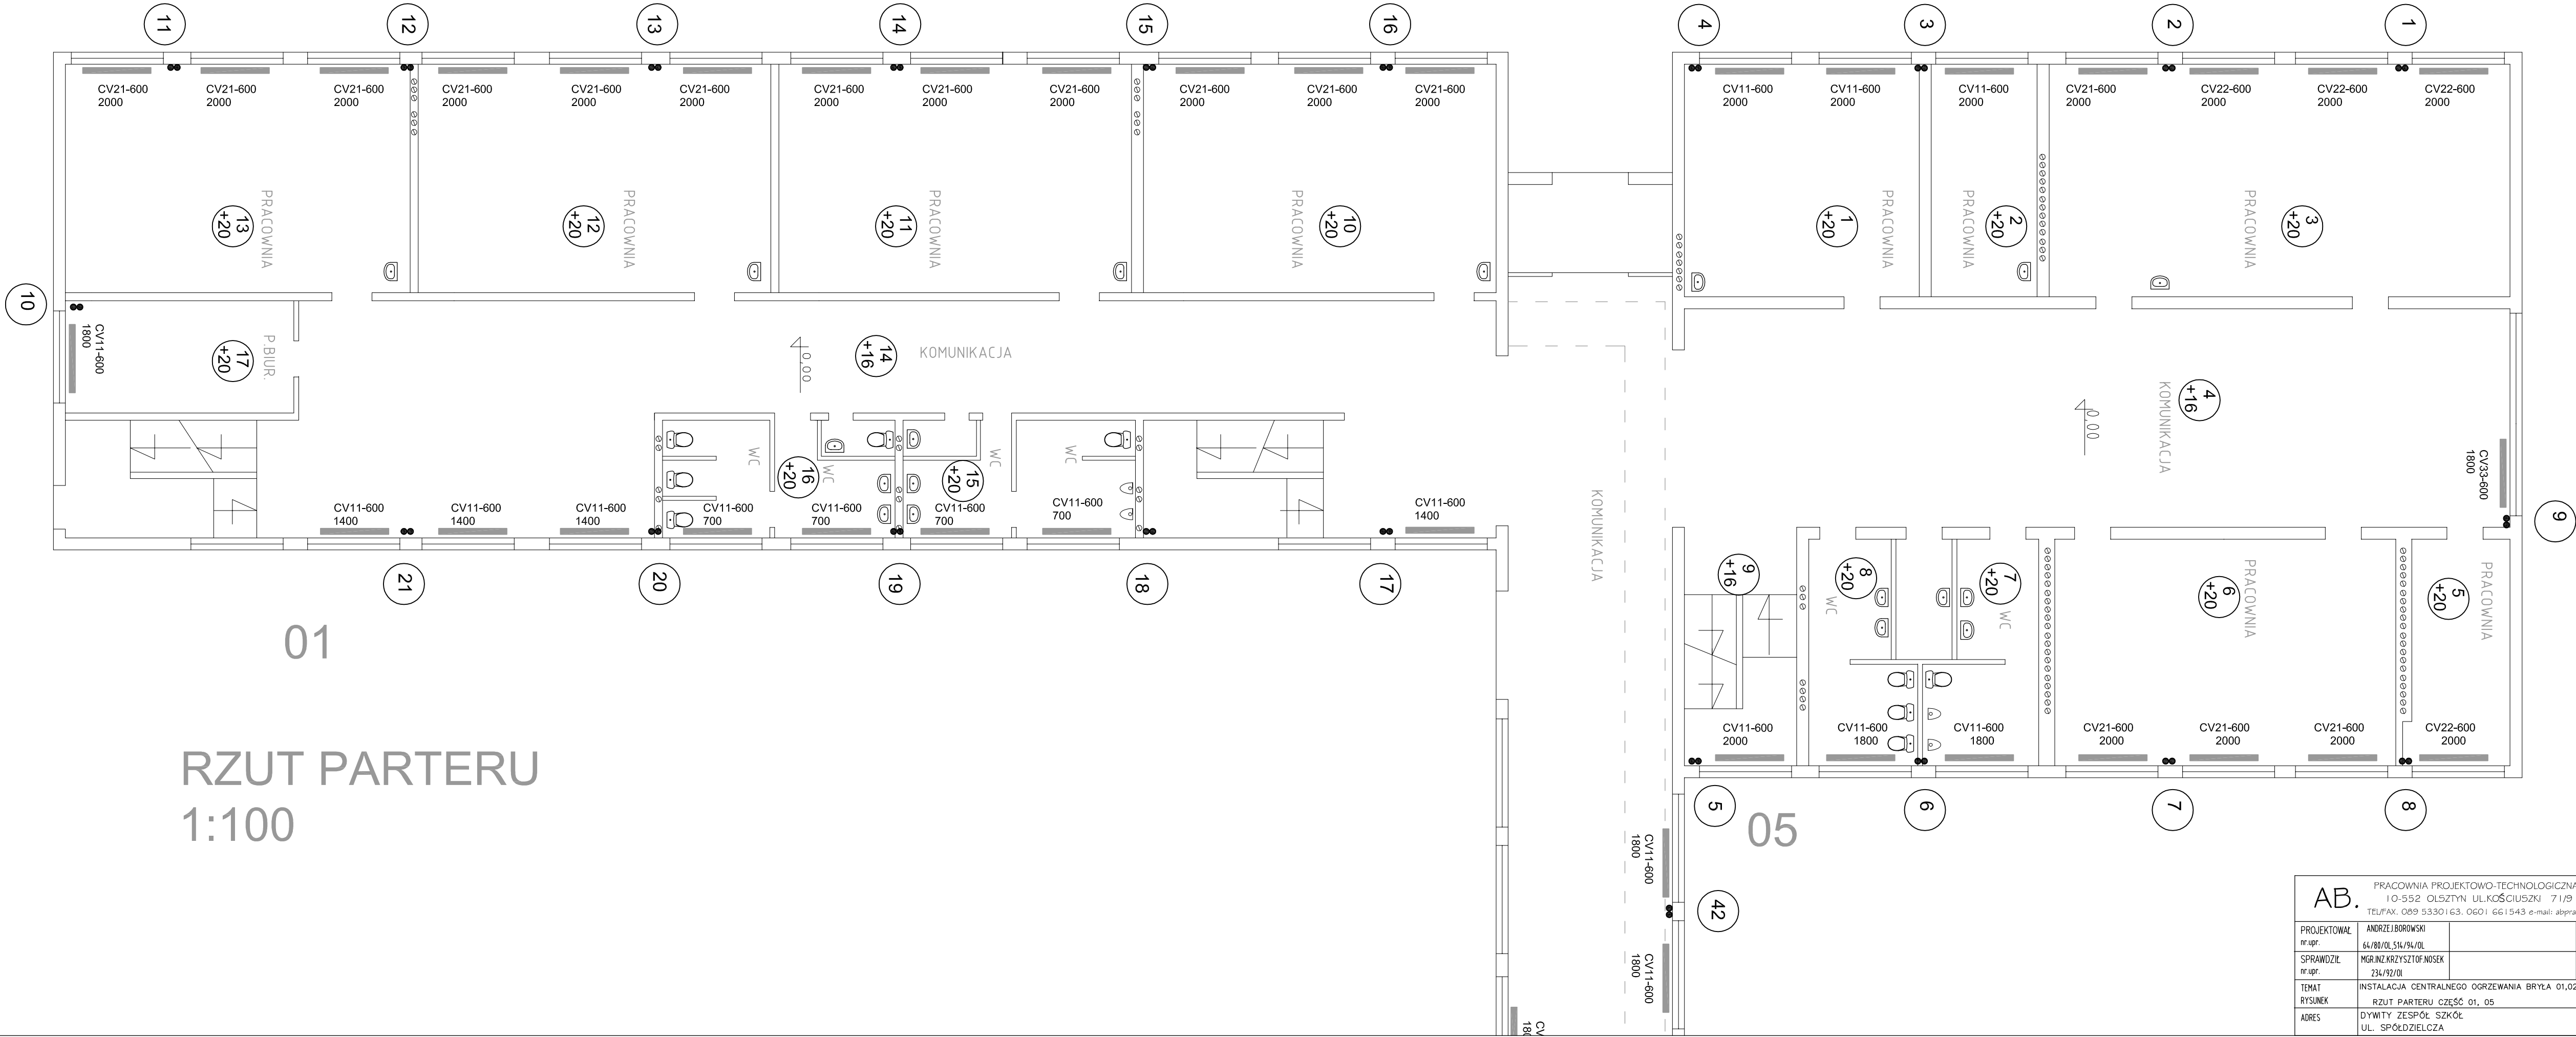 11
12
13
14
15
16
4
3
2
1
CV21-600
2000
CV21-600
2000
CV21-600
2000
CV21-600
2000
CV21-600
2000
CV21-600
2000
CV21-600
2000
CV21-600
2000
CV21-600
2000
CV21-600
2000
CV21-600
2000
CV21-600
2000
CV11-600
2000
CV11-600
2000
CV11-600
2000
CV21-600
2000
CV22-600
2000
CV22-600
2000
CV22-600
2000
13
+20
PRACOWNIA
12
+20
PRACOWNIA
11
+20
PRACOWNIA
PRACOWNIA
10
+20
1
+20
PRACOWNIA
PRACOWNIA
2
+20
PRACOWNIA
3
+20
10
CV11-600
1800
17
+20
P.BIUR.
0,00
14
+16
KOMUNIKACJA
0,00
KOMUNIKACJA
4
+16
CV33-600
1800
9
WC
16
+20
WC
15
+20
WC
WC
CV11-600
1400
CV11-600
1400
CV11-600
1400
CV11-600
700
CV11-600
700
CV11-600
700
CV11-600
700
CV11-600
1400
KOMUNIKACJA
21
20
19
18
17
9
+16
8
+20
WC
7
+20
WC
6
+20
PRACOWNIA
5
+20
PRACOWNIA
CV11-600
2000
CV11-600
1800
CV11-600
1800
CV21-600
2000
CV21-600
2000
CV21-600
2000
CV22-600
2000
5
6
7
8
01
05
RZUT PARTERU
1:100
CV11-600
1800
42
CV11-600
1800
CV
180
AB.
PRACOWNIA PROJEKTOWO-TECHNOLOGICZNA
10-552 OLSZTYN UL.KOŚCIUSZKI 71/9
TEL/FAX. 089 5330163. 0601 661543 e-mail: abpra
PROJEKTOWAŁ
nr.upr.
ANDRZEJ.BOROWSKI
64/80/OL,514/94/OL
SPRAWDZIŁ
nr.upr.
MGR.INZ.KRZYSZTOF.NOSEK
234/92/Ol
TEMAT
INSTALACJA CENTRALNEGO OGRZEWANIA BRYŁA 01,02
RYSUNEK
RZUT PARTERU CZĘŚĆ 01, 05
ADRES
DYWITY ZESPÓŁ SZKÓŁ
UL. SPÓŁDZIELCZA